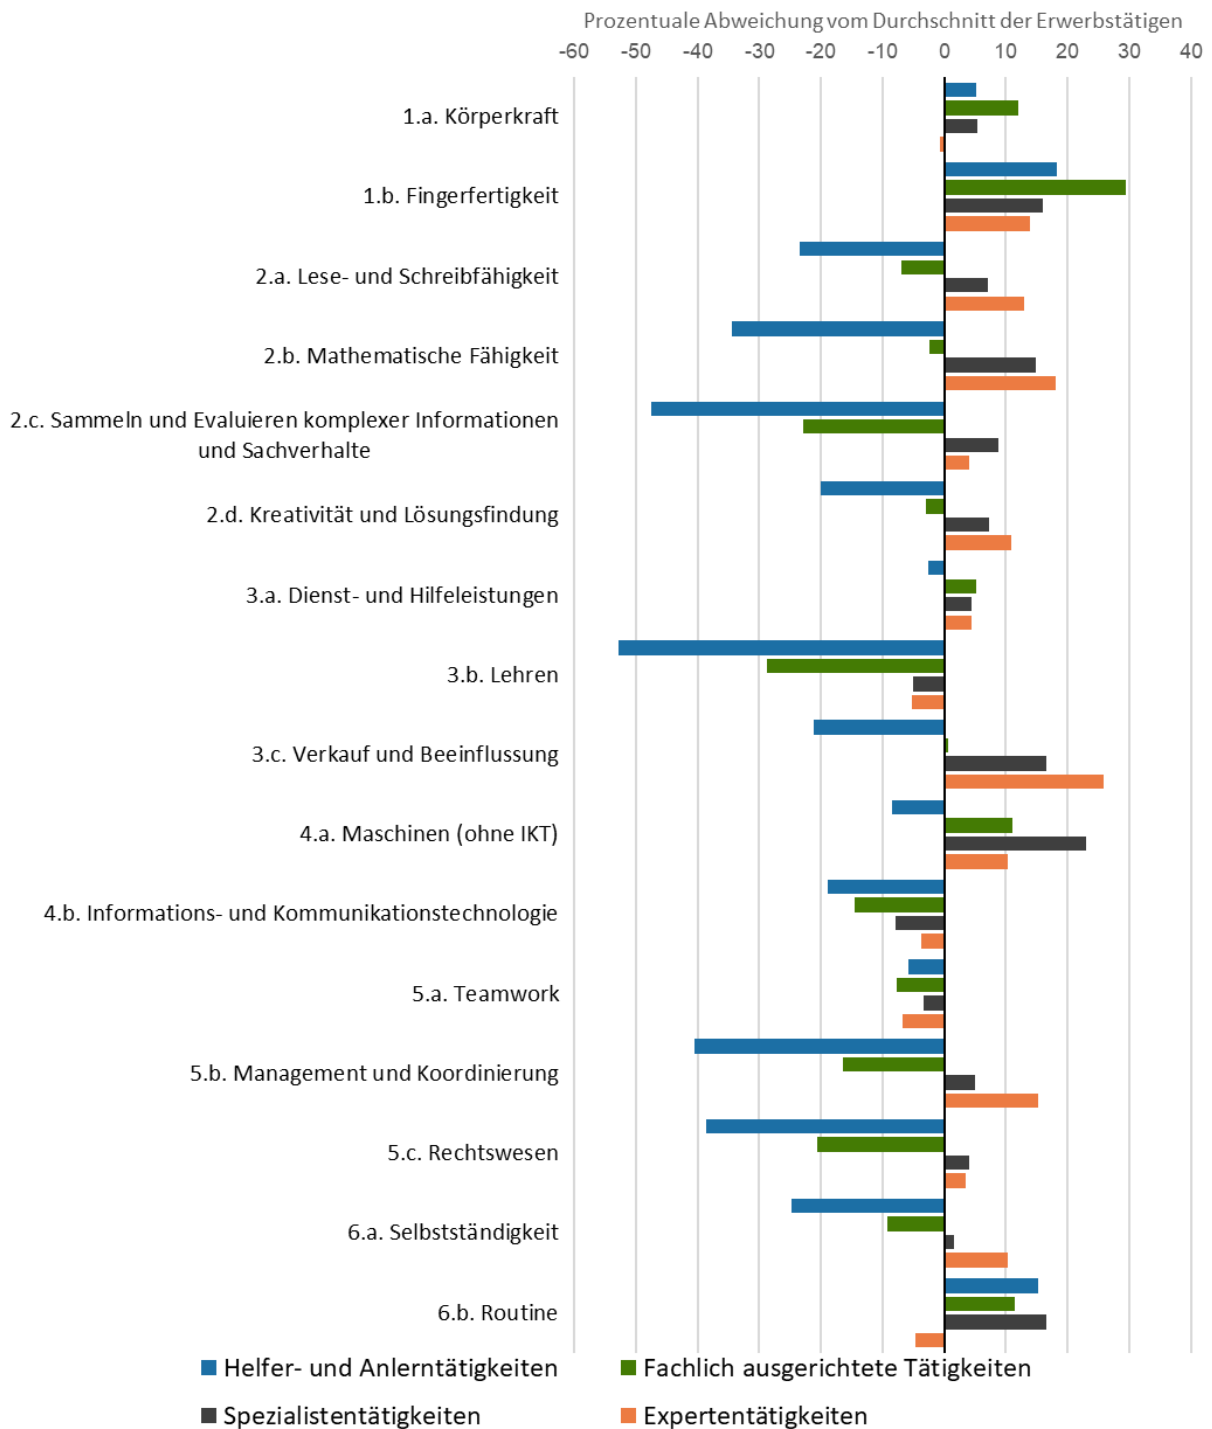 Prozentuale Abweichung vom Durchschnitt der Erwerbstätigen
-60 -50 -40 -30 -20 -10 0 10 20 30 40
1.a. Körperkraft
1.b. Fingerfertigkeit
2.a. Lese- und Schreibfähigkeit
2.b. Mathematische Fähigkeit
2.c. Sammeln und Evaluieren komplexer Informationen
und Sachverhalte
2.d. Kreativität und Lösungsfindung
3.a. Dienst- und Hilfeleistungen
3.b. Lehren
3.c. Verkauf und Beeinflussung
4.a. Maschinen (ohne IKT)
4.b. Informations- und Kommunikationstechnologie
5.a. Teamwork
5.b. Management und Koordinierung
5.c. Rechtswesen
6.a. Selbstständigkeit
6.b. Routine
Helfer- und Anlerntätigkeiten Fachlich ausgerichtete Tätigkeiten
Spezialistentätigkeiten Expertentätigkeiten